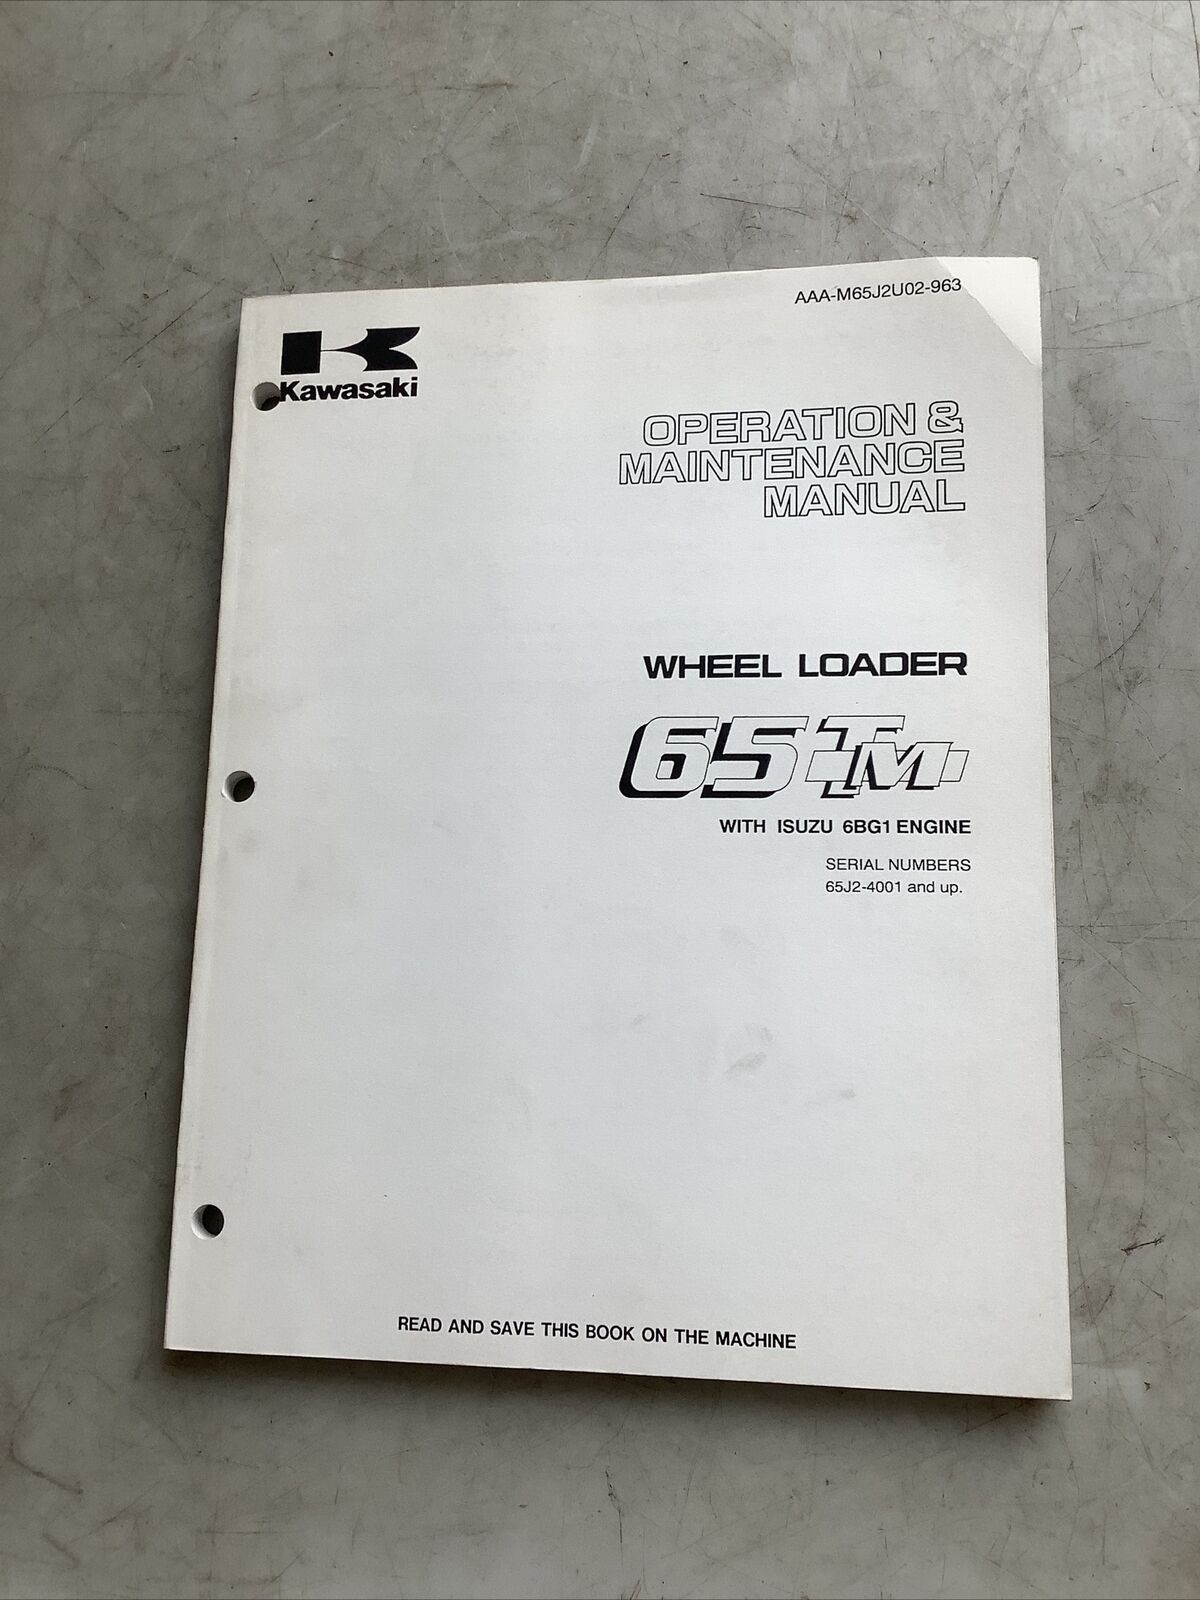 AAA-M65J2U02-963
Kawasaki
OPERATION &
MAINTENANCE
MANUAL
WHEEL LOADER
65TM
WITH ISUZU 6BG1 ENGINE
SERIAL NUMBERS
65J2-4001 and up.
READ AND SAVE THIS BOOK ON THE MACHINE